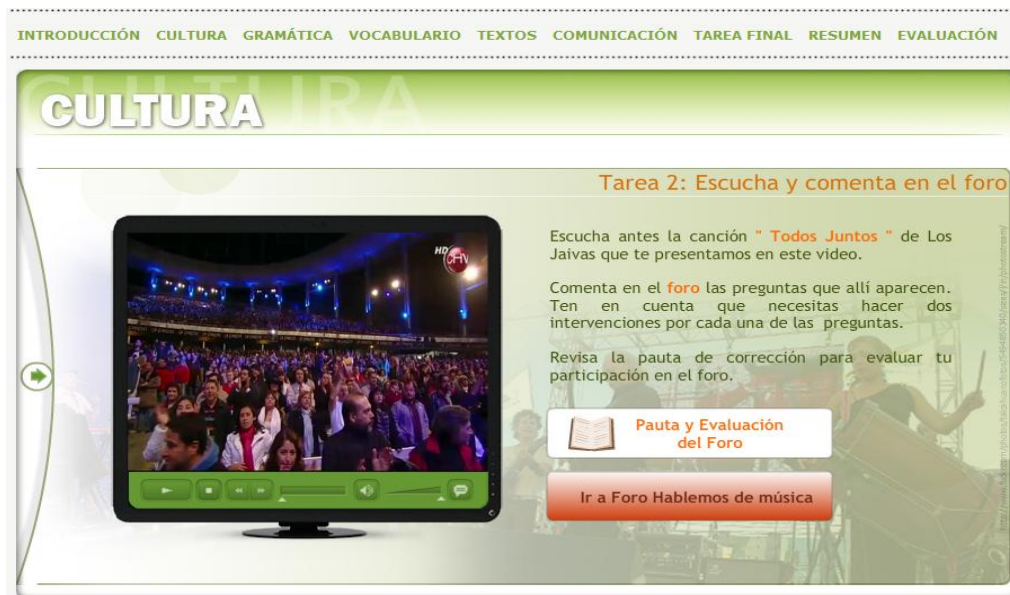 INTRODUCCIÓN CULTURA GRAMÁTICA VOCABULARIO TEXTOS COMUNICACIÓN TAREA FINAL RESUMEN EVALUACIÓN
CULTURA
CULTURA
Tarea 2: Escucha y comenta en el foro
HD
CHV
Escucha antes la canción " Todos Juntos " de Los
Jaivas que te presentamos en este video.
Comenta en el foro las preguntas que allí aparecen.
Ten en cuenta que necesitas hacer dos
intervenciones por cada una de las preguntas.
Revisa la pauta de corrección para evaluar tu
participación en el foro.
Pauta y Evaluación
del Foro
Ir a Foro Hablemos de música